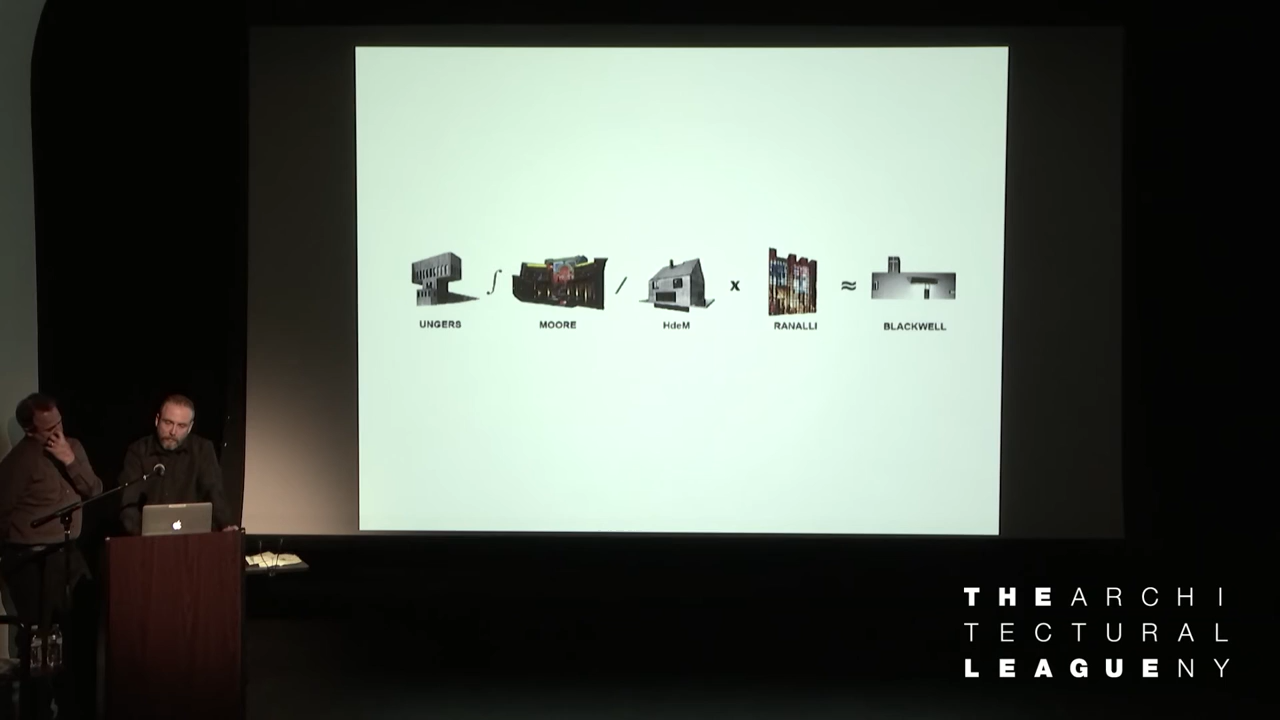 UNGERS ∫ MOORE / HdeM x RANALLI ≈ BLACKWELL
THE ARCHI
TECTURAL
LEAGUE NY